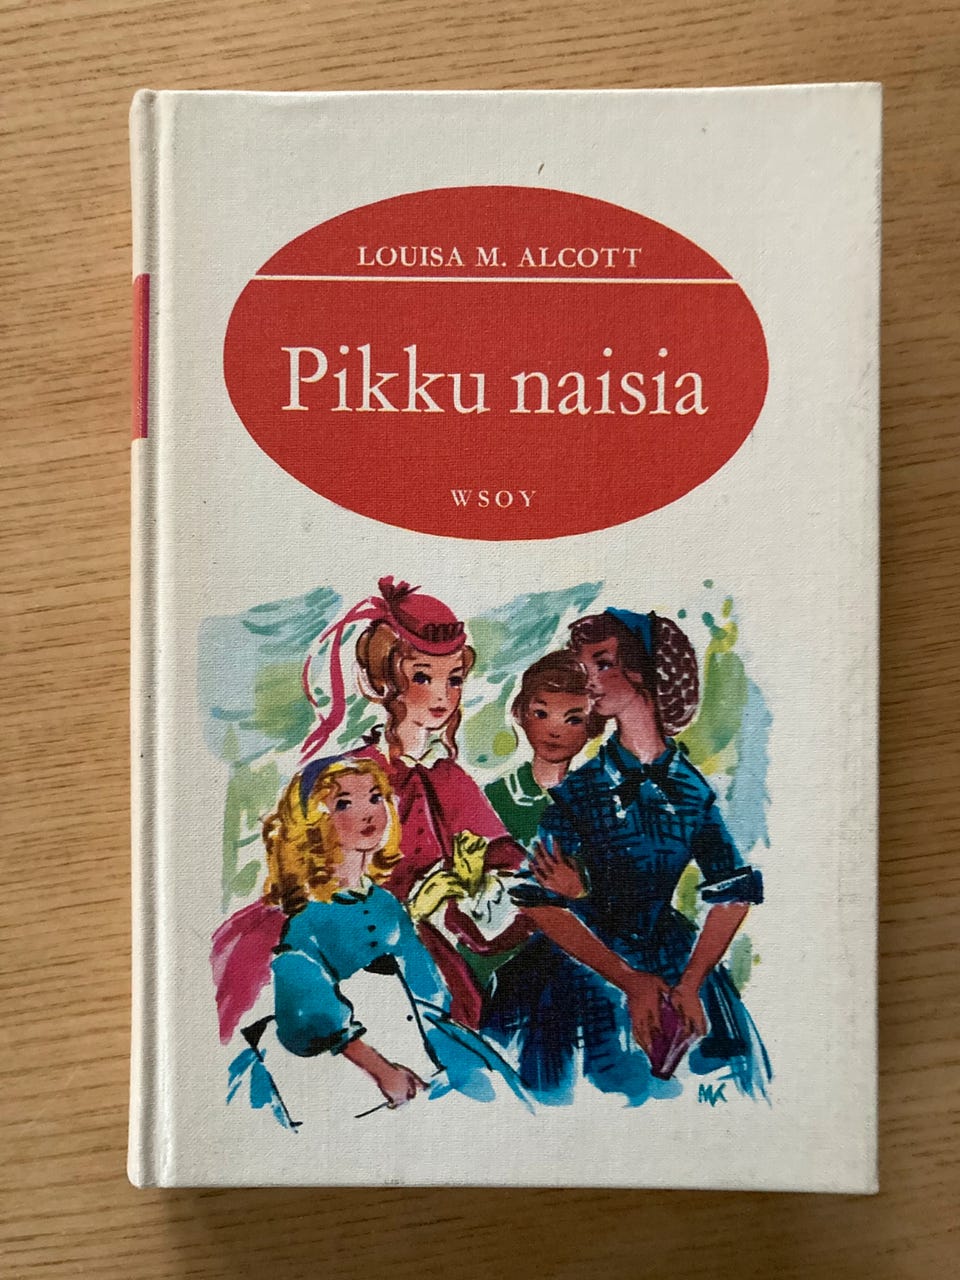 LOUISA M. ALCOTT
Pikku naisia
WSOY
MK